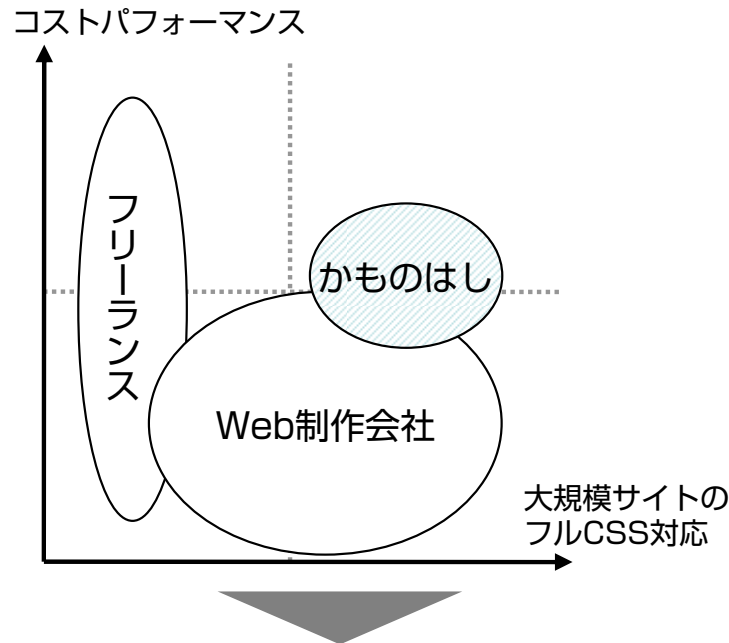 コストパフォーマンス
フリーランス
かものはし
Web制作会社
大規模サイトの
フルCSS対応